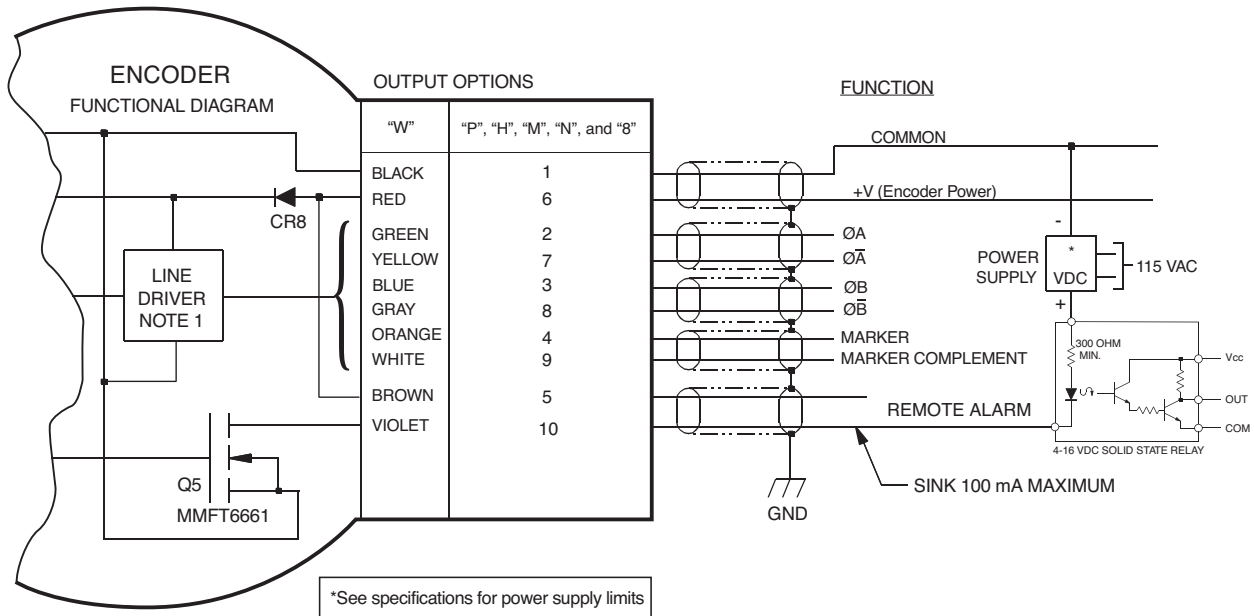 ENCODER
FUNCTIONAL DIAGRAM
CR8
LINE
DRIVER
NOTE 1
Q5
MMFT6661
OUTPUT OPTIONS
“W” “P”, “H”, “M”, “N”, and “8”
BLACK 1
RED 6
GREEN 2
YELLOW 7
BLUE 3
GRAY 8
ORANGE 4
WHITE 9
BROWN 5
VIOLET 10
FUNCTION
COMMON
+V (Encoder Power)
ØA
ØA̅
ØB
ØB̅
MARKER
MARKER COMPLEMENT
REMOTE ALARM
SINK 100 mA MAXIMUM
GND
-
POWER
SUPPLY
*
VDC
115 VAC
+
300 OHM
MIN.
Vcc
OUT
COM
4-16 VDC SOLID STATE RELAY
*See specifications for power supply limits